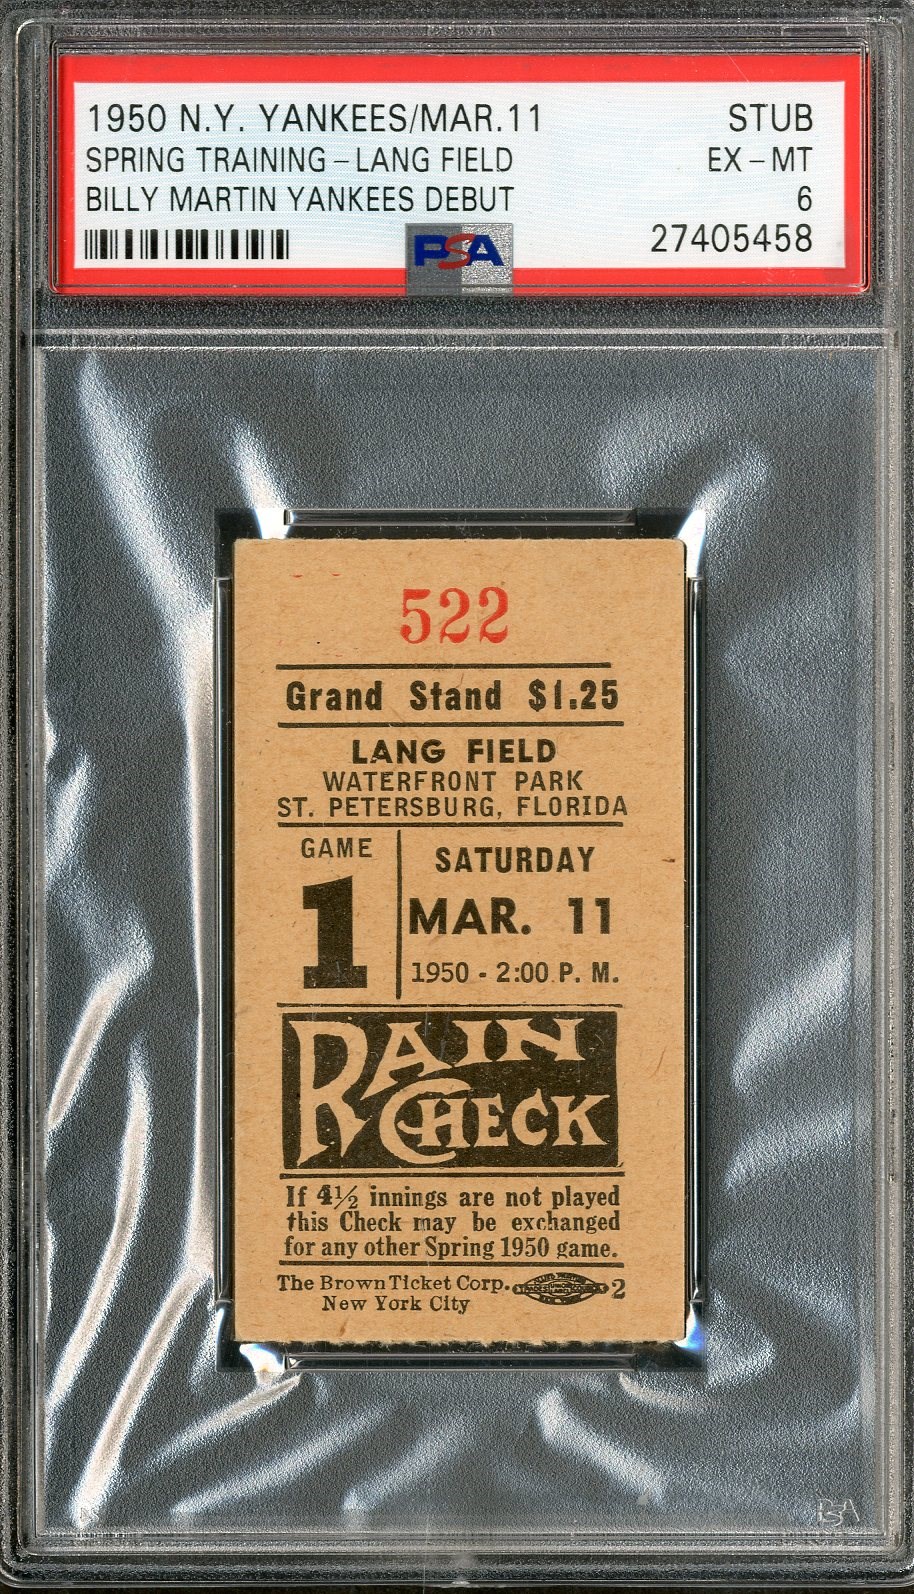 1950 N.Y. YANKEES/MAR.11 STUB
SPRING TRAINING – LANG FIELD EX – MT
BILLY MARTIN YANKEES DEBUT 6
27405458
PSA
522
Grand Stand $1.25
LANG FIELD
WATERFRONT PARK
ST. PETERSBURG, FLORIDA
GAME
1
SATURDAY
MAR. 11
1950 - 2:00 P. M.
RAIN
CHECK
If 4½ innings are not played
this Check may be exchanged
for any other Spring 1950 game.
The Brown Ticket Corp. 2
New York City
PSA